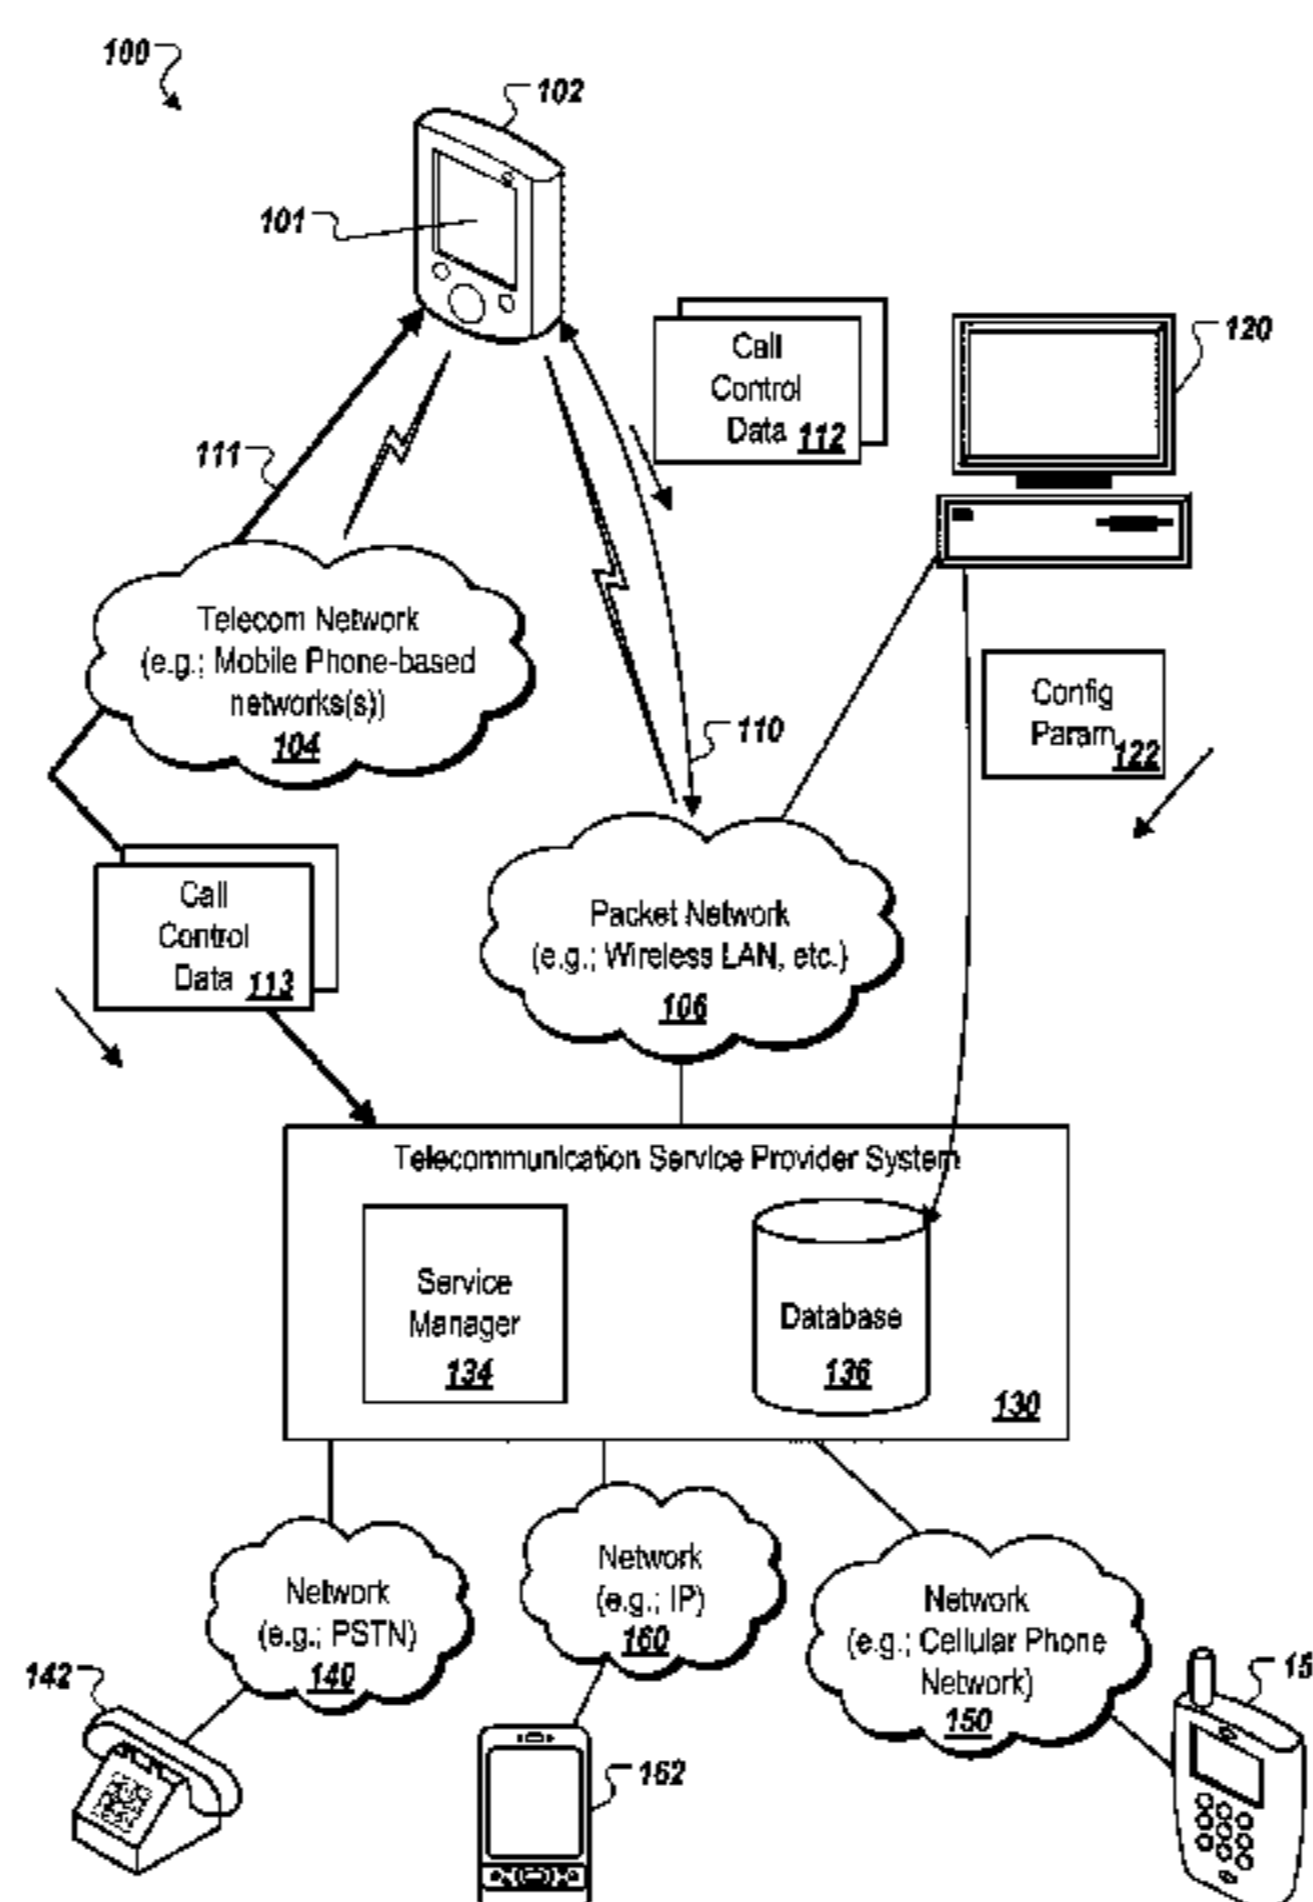 100
102
101
Call
Control
Data 112
120
111
Telecom Network
(e.g.; Mobile Phone-based
networks(s))
104
110
Config
Param
122
Call
Control
Data 113
Packet Network
(e.g.; Wireless LAN, etc.)
106
Telecommunication Service Provider System
Service
Manager
134
Database
136
130
Network
(e.g.; PSTN)
140
Network
(e.g.; IP)
160
Network
(e.g.; Cellular Phone
Network)
150
142
162
15